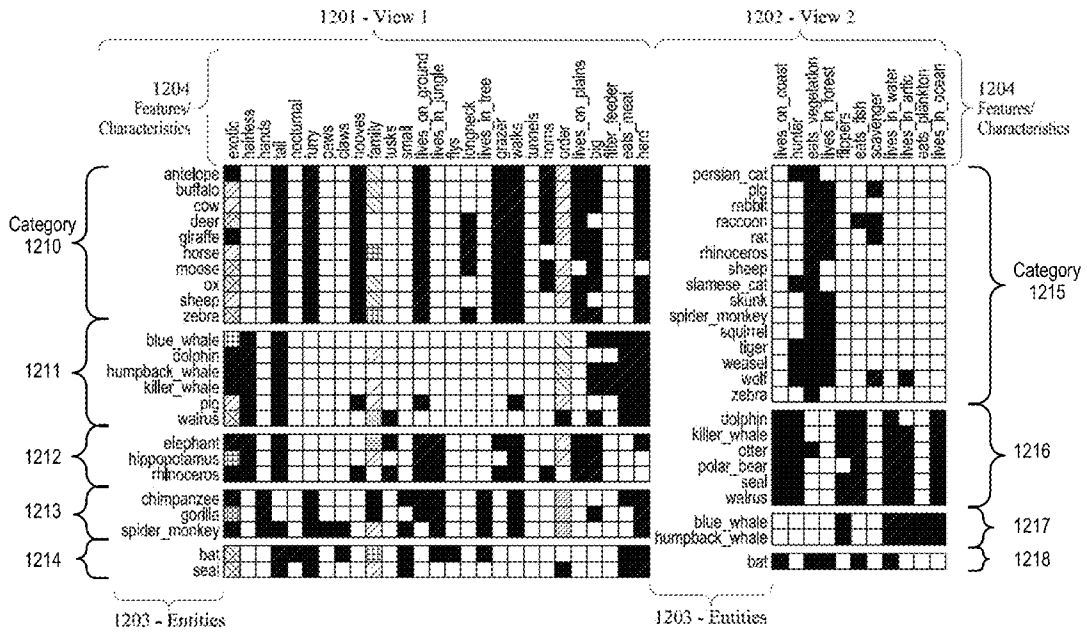 1201 - View 1
1202 - View 2
1204
Features/
Characteristics
exotic
hairless
hands
tail
nocturnal
furry
paws
claws
hooves
family
tusks
small
lives_on_ground
lives_in_jungle
flys
longneck
lives_in_tree
grazer
walks
tunnels
horns
order
lives_on_plains
big
filter_feeder
eats_meat
herd
lives_on_coast
hunter
eats_vegetation
lives_in_forest
flippers
eats_fish
scavenger
lives_in_water
lives_in_artic
eats_plankton
lives_in_ocean
1204
Features/
Characteristics
Category
1210
antelope
buffalo
cow
deer
giraffe
horse
moose
ox
sheep
zebra
1211
blue_whale
dolphin
humpback_whale
killer_whale
pig
walrus
1212
elephant
hippopotamus
rhinoceros
1213
chimpanzee
gorilla
spider_monkey
1214
bat
seal
1203 - Entities
persian_cat
pig
rabbit
raccoon
rat
rhinoceros
sheep
siamese_cat
skunk
spider_monkey
squirrel
tiger
weasel
wolf
zebra
Category
1215
dolphin
killer_whale
otter
polar_bear
seal
walrus
1216
blue_whale
humpback_whale
1217
bat
1218
1203 - Entities